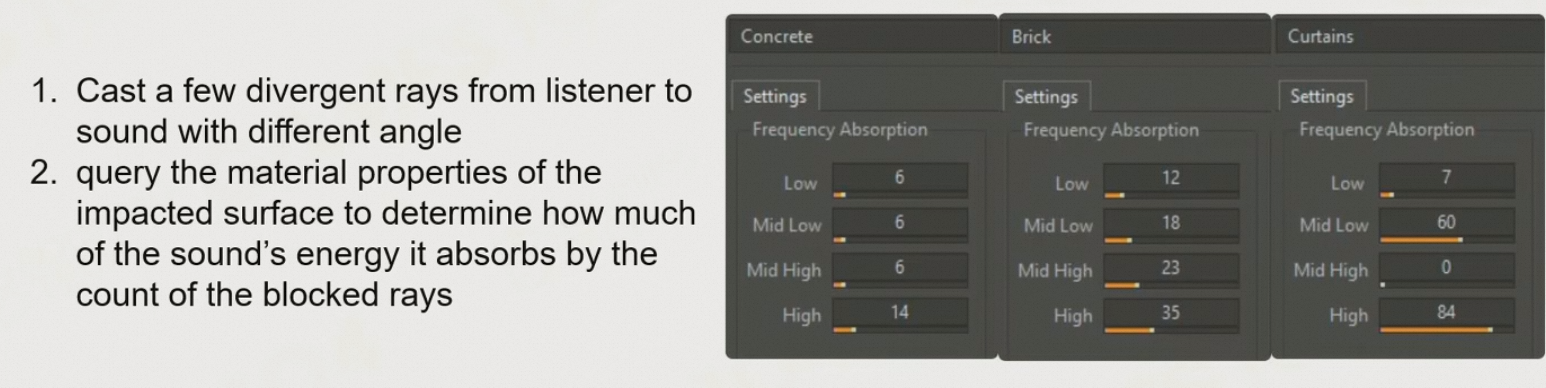 1. Cast a few divergent rays from listener to
sound with different angle
2. query the material properties of the
impacted surface to determine how much
of the sound’s energy it absorbs by the
count of the blocked rays
Concrete
Settings
Frequency Absorption
Low 6
Mid Low 6
Mid High 6
High 14
Brick
Settings
Frequency Absorption
Low 12
Mid Low 18
Mid High 23
High 35
Curtains
Settings
Frequency Absorption
Low 7
Mid Low 60
Mid High 0
High 84